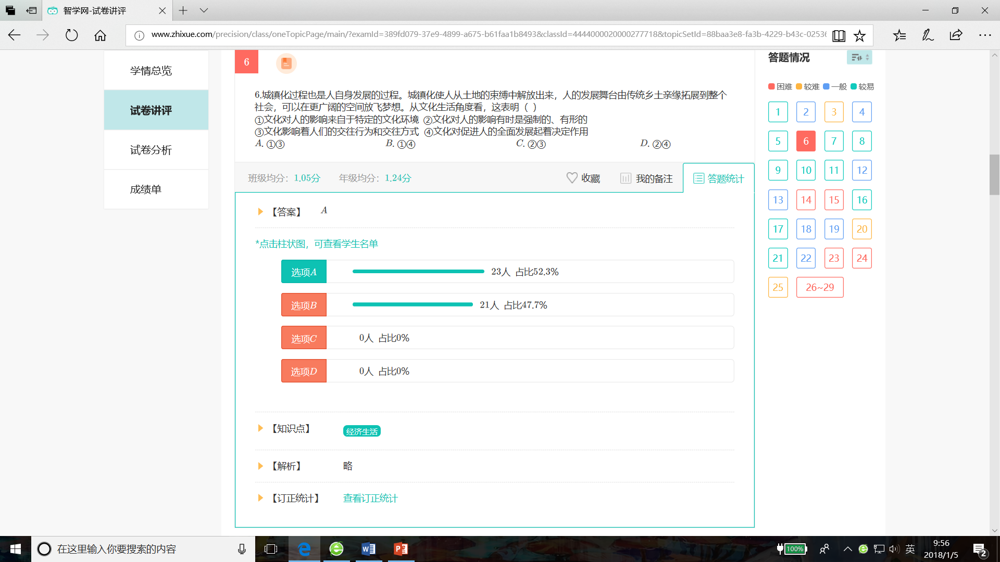 智学网-试卷讲评
www.zhixue.com/precision/class/oneTopicPage/main/?examId=389fd079-37e9-4899-a675-b61faa1b8493&classId=4444000020000277718&topicSetId=88baa3e8-fa3b-4229-b43c-02536
学情总览
试卷讲评
试卷分析
成绩单
6
6.城镇化过程也是人自身发展的过程。城镇化使人从土地的束缚中解放出来，人的发展舞台由传统乡土亲缘拓展到整个
社会，可以在更广阔的空间放飞梦想。从文化生活角度看，这表明（ ）
①文化对人的影响来自于特定的文化环境 ②文化对人的影响有时是强制的、有形的
③文化影响着人们的交往行为和交往方式 ④文化对促进人的全面发展起着决定作用
A. ①③ B. ①④ C. ②③ D. ②④
班级均分：1.05分 年级均分：1.24分 收藏 我的备注 答题统计
【答案】 A
*点击柱状图，可查看学生名单
选项A 23人 占比52.3%
选项B 21人 占比47.7%
选项C 0人 占比0%
选项D 0人 占比0%
【知识点】 经济生活
【解析】 略
【订正统计】 查看订正统计
答题情况
困难 较难 一般 较易
1 2 3 4
5 6 7 8
9 10 11 12
13 14 15 16
17 18 19 20
21 22 23 24
25 26~29
在这里输入你要搜索的内容
100%
英
9:56
2018/1/5
2